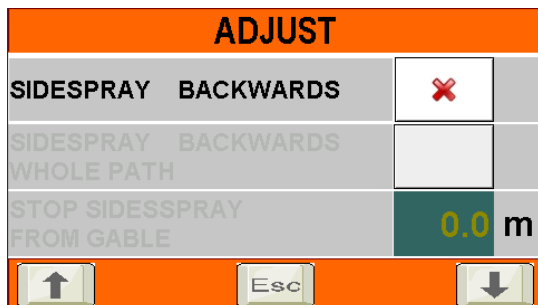 ADJUST
SIDESPRAY BACKWARDS
SIDESPRAY BACKWARDS
WHOLE PATH
STOP SIDESSPRAY
FROM GABLE
0.0 m
Esc